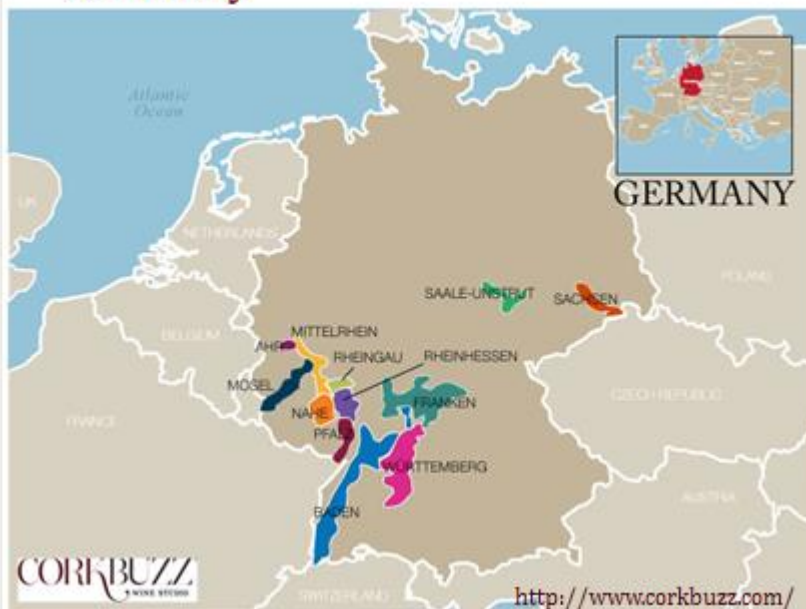 Atlantic
Ocean
UK
NETHERLANDS
GERMANY
POLAND
SAALE-UNSTRUT
SACHSEN
BELGIUM
MITTELRHEIN
AHR
RHEINGAU
RHEINHESSEN
MOSEL
CZECH REPUBLIC
FRANKEN
NAHE
FRANCE
PFALZ
WÜRTTEMBERG
AUSTRIA
BADEN
CORKBUZZ
WINE STUDIO
SWITZERLAND
http://www.corkbuzz.com/